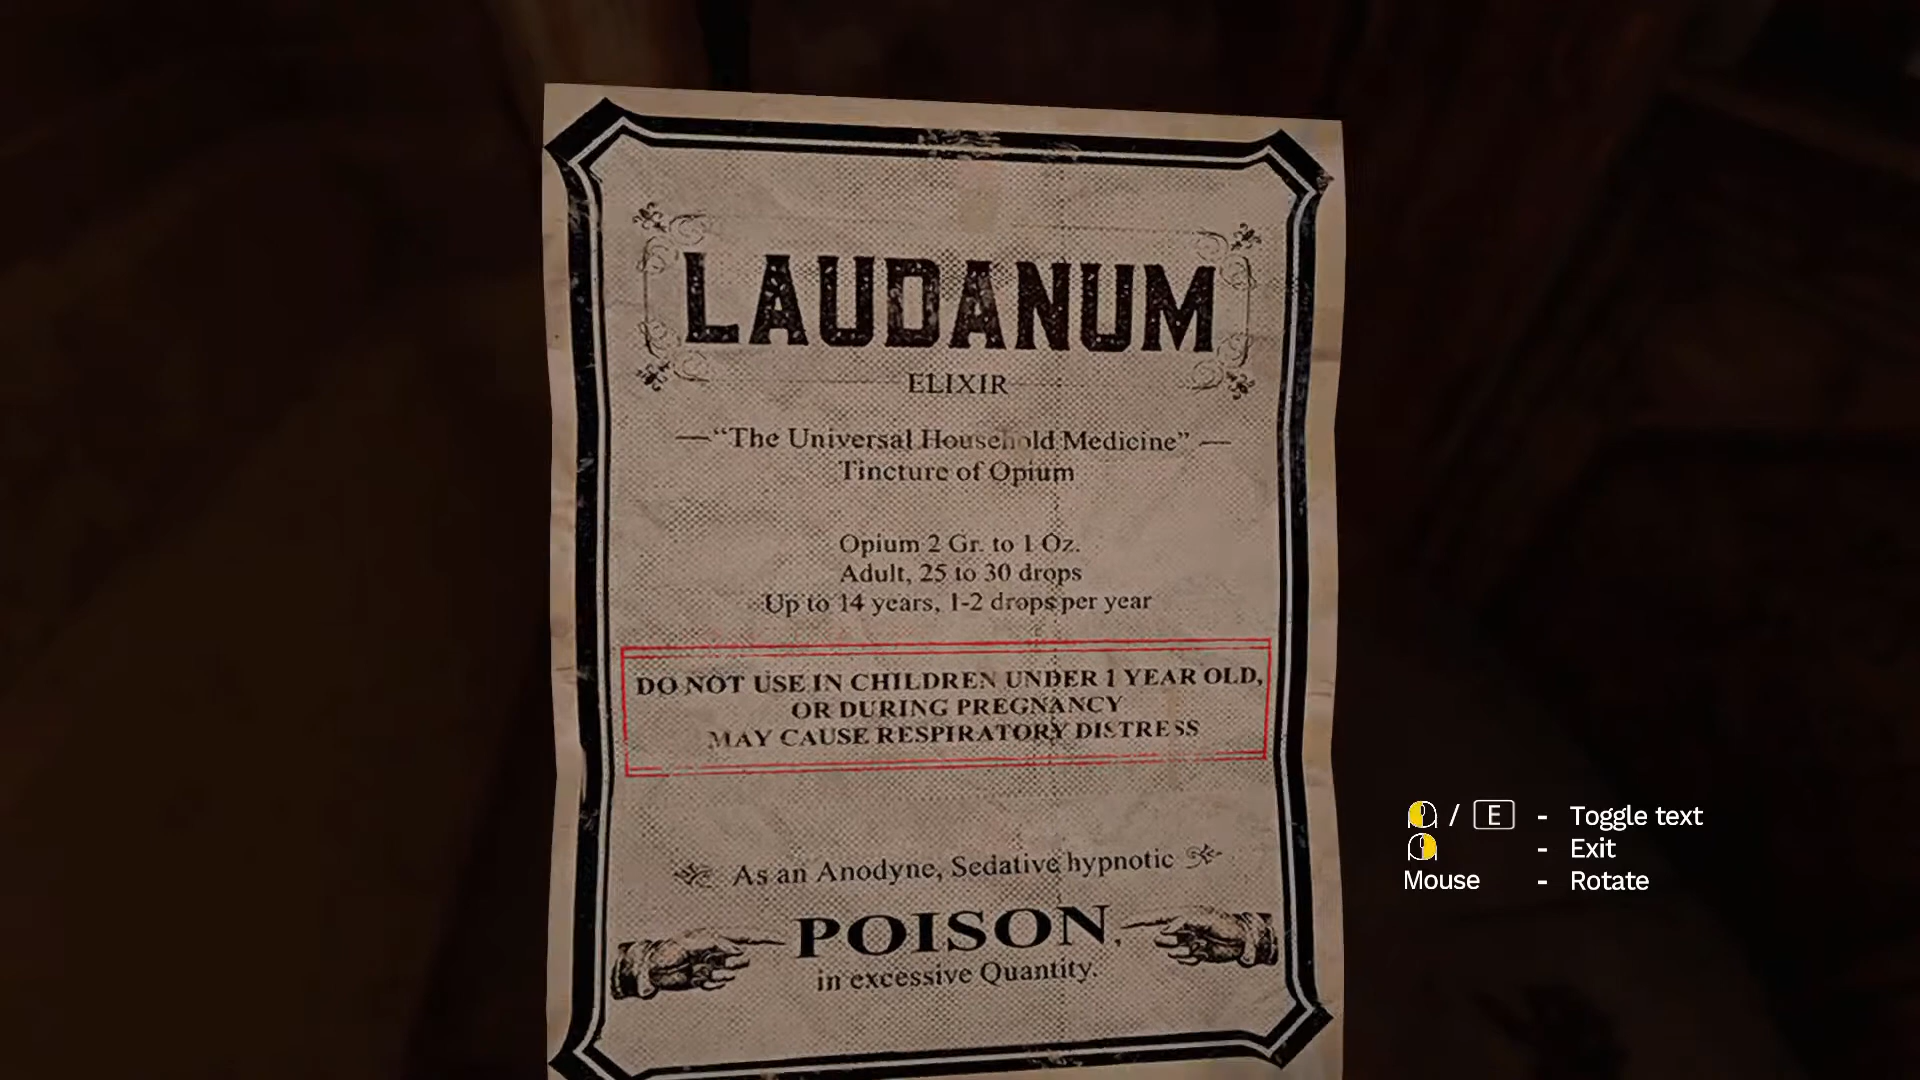 LAUDANUM
ELIXIR
—“The Universal Household Medicine” —
Tincture of Opium
Opium 2 Gr. to 1 Oz.
Adult, 25 to 30 drops
Up to 14 years, 1-2 drops per year
DO NOT USE IN CHILDREN UNDER 1 YEAR OLD,
OR DURING PREGNANCY
MAY CAUSE RESPIRATORY DISTRESS
As an Anodyne, Sedative hypnotic
POISON,
in excessive Quantity.
/ E - Toggle text
- Exit
Mouse - Rotate